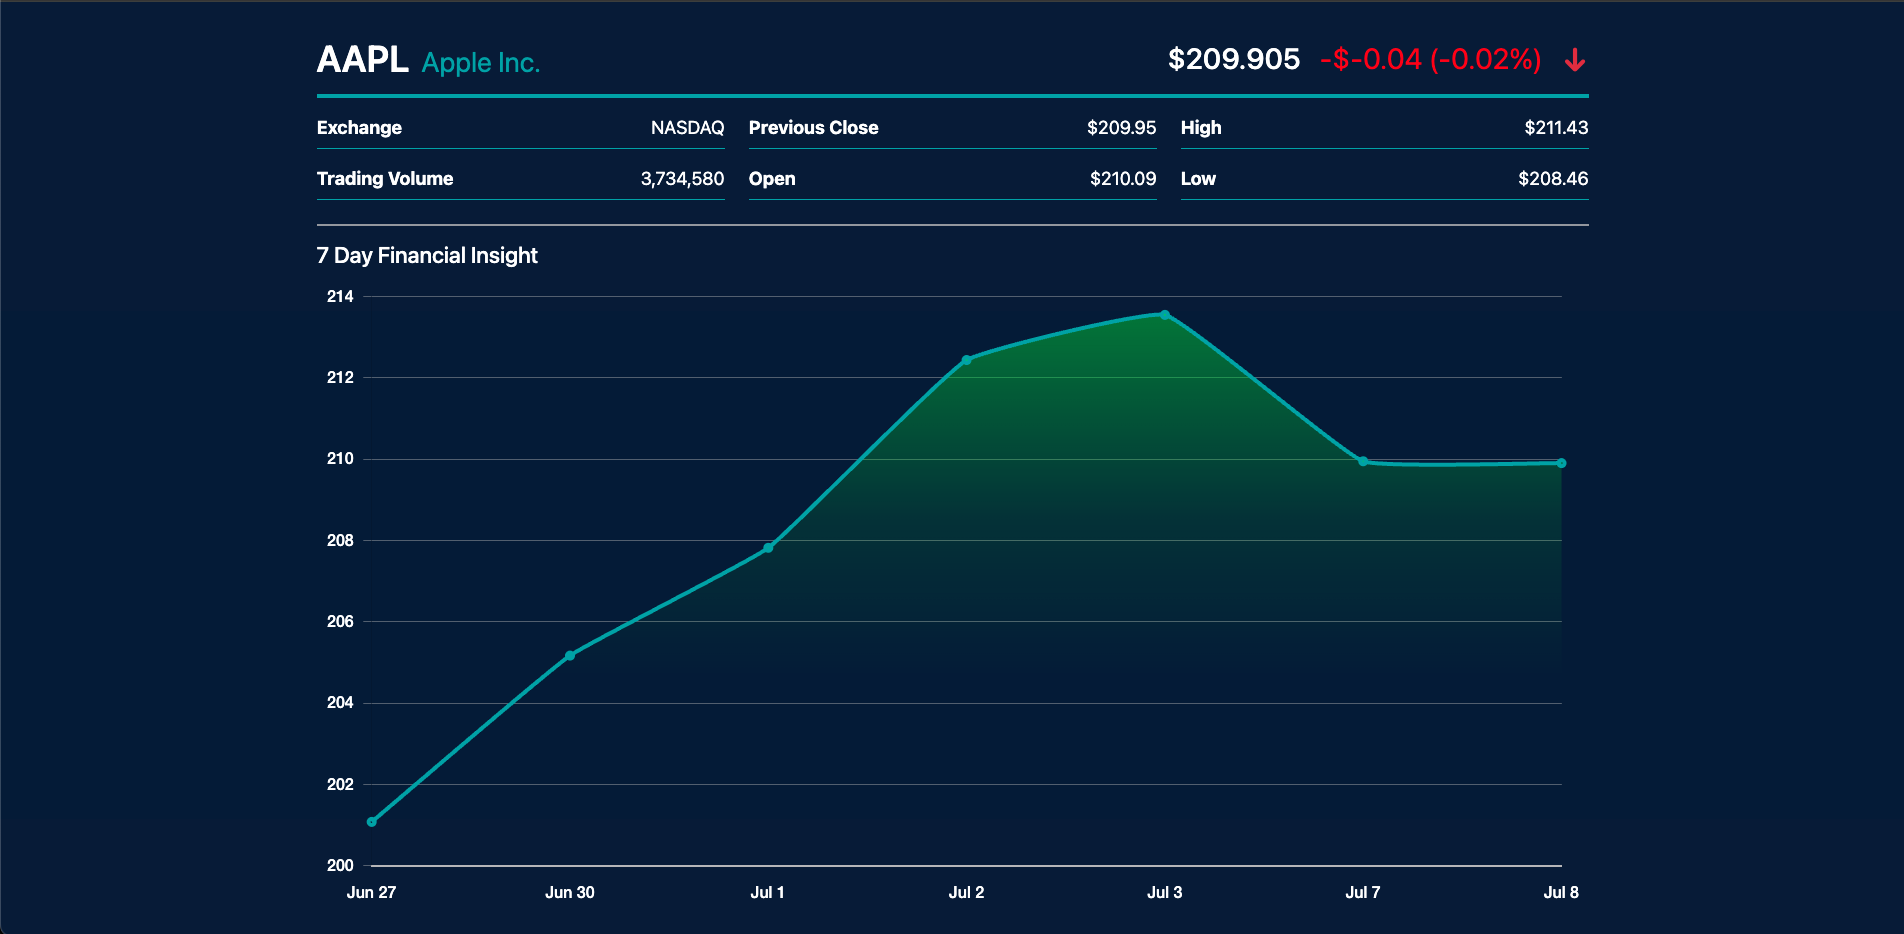 AAPL Apple Inc. $209.905 -$-0.04 (-0.02%)
Exchange NASDAQ Previous Close $209.95 High $211.43
Trading Volume 3,734,580 Open $210.09 Low $208.46
7 Day Financial Insight
214
212
210
208
206
204
202
200
Jun 27 Jun 30 Jul 1 Jul 2 Jul 3 Jul 7 Jul 8